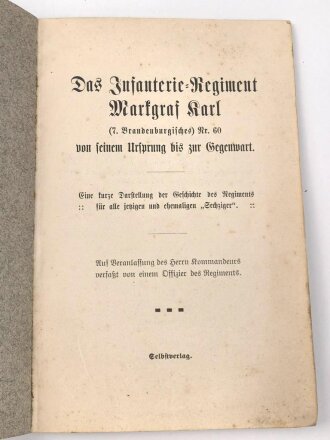 Das Infanterie-Regiment
Markgraf Karl
(7. Brandenburgisches) Nr. 60
von seinem Ursprung bis zur Gegenwart.
Eine kurze Darstellung der Geschichte des Regiments
:: für alle jetzigen und ehemaligen „Sechziger“. ::
Auf Veranlassung des Herrn Kommandeurs
verfaßt von einem Offizier des Regiments.
Selbstverlag.